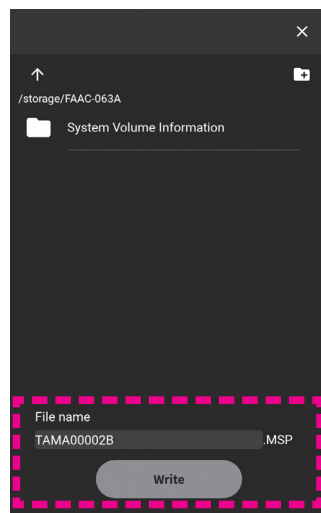 /storage/FAAC-063A
System Volume Information
File name
TAMA00002B .MSP
Write